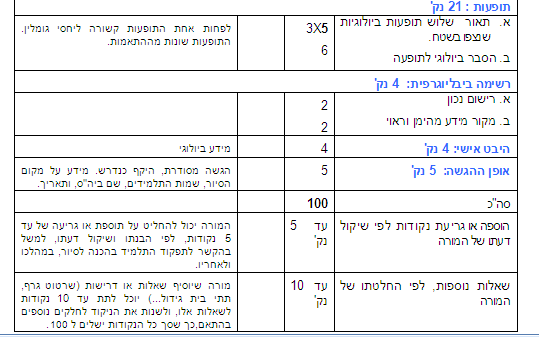 תופעות : 21 נק'
א. תאור שלוש תופעות ביולוגיות
שנצפו בשטח.
ב. הסבר ביולוגי לתופעה
3X5
6
לפחות אחת התופעות קשורה ליחסי גומלין.
התופעות שונות מההתאמות.
רשימה ביבליוגרפית: 4 נק'
א. רישום נכון
ב. מקור מידע מהימן וראוי
2
2
היבט אישי: 4 נק'
4
מידע ביולוגי
אופן ההגשה: 5 נק'
5
הגשה מסודרת, היקף כנדרש. מידע על מקום
הסיור, שמות התלמידים, שם ביה"ס, ותאריך.
סה"כ
100
הוספה או גריעת נקודות לפי שיקול
דעתו של המורה
עד 5
נק'
המורה יכול להחליט על תוספת או גריעה של עד
5 נקודות, לפי הבנתו ושיקול דעתו, למשל
בהקשר לתפקוד התלמיד בהכנה לסיור, במהלכו
ולאחריו.
שאלות נוספות, לפי החלטתו של
המורה
עד 10
נק'
מורה שיוסיף שאלות או דרישות (שרטוט גרף,
תתי בית גידול...) יוכל לתת עד 10 נקודות
לשאלות אלו, ולשנות את הניקוד לחלקים נוספים
בהתאם,כך שסך כל הנקודות ישלים ל 100.